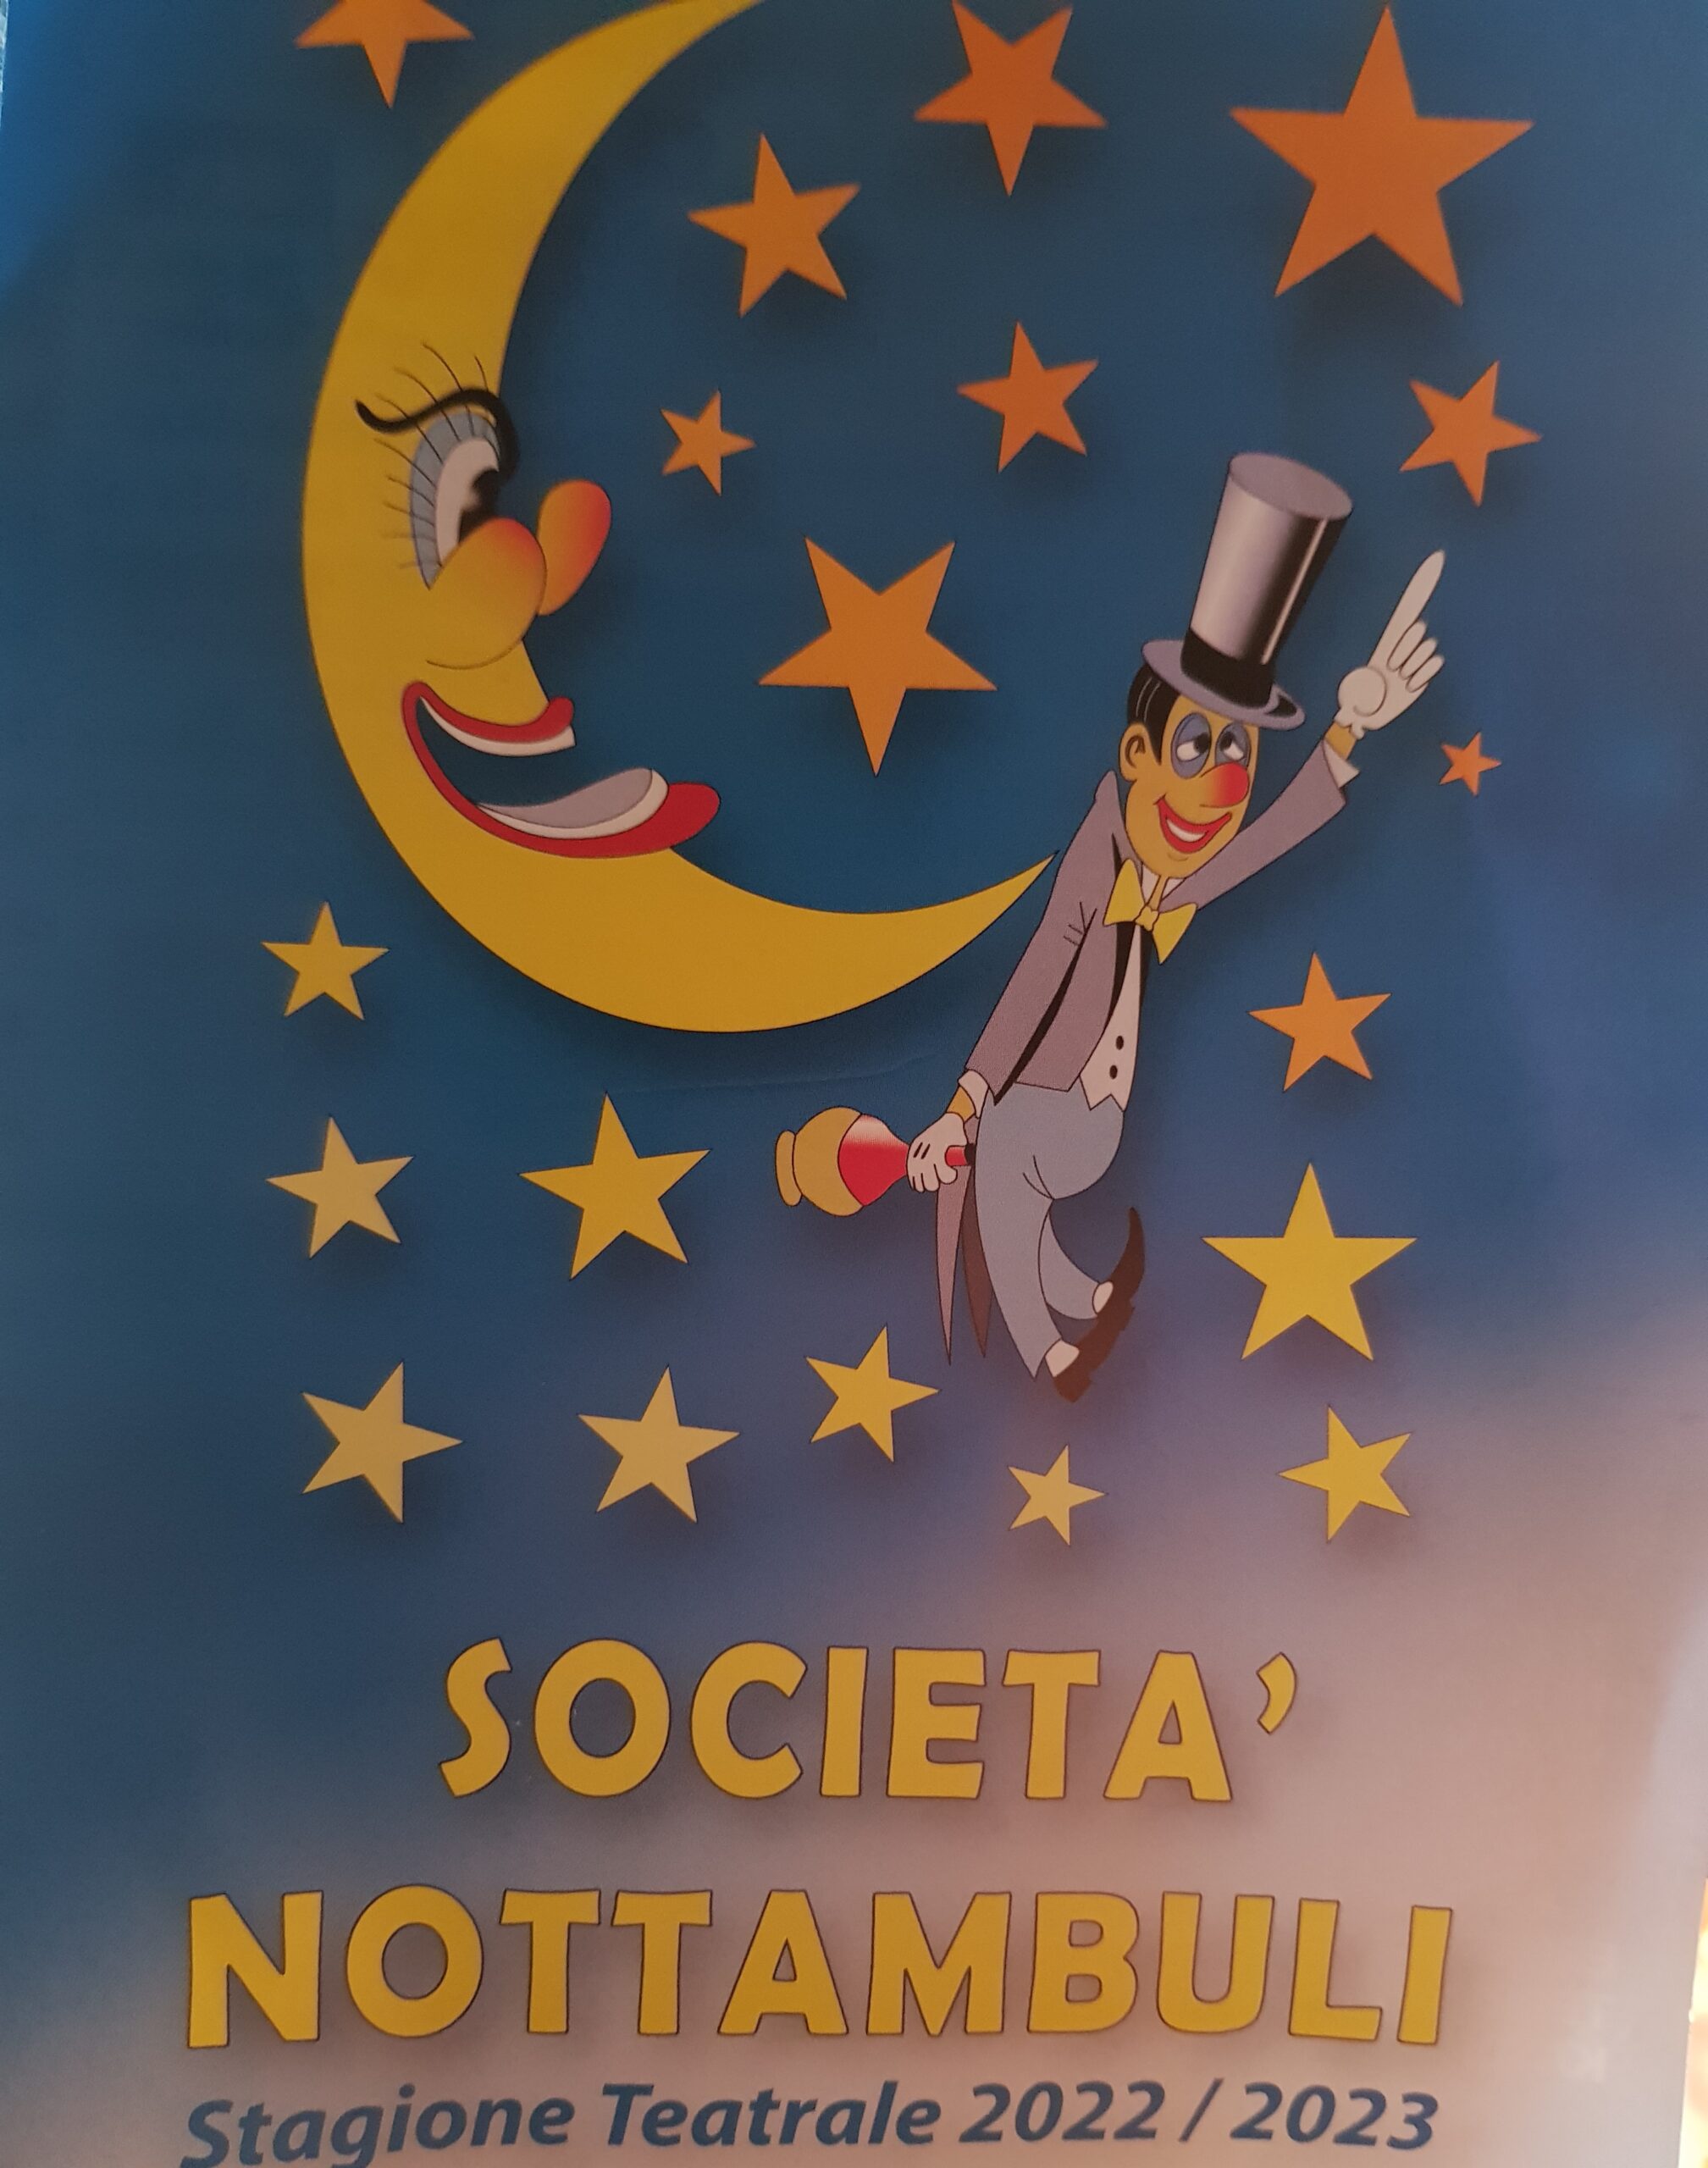 SOCIETA’
NOTTAMBULI
Stagione Teatrale 2022 / 2023